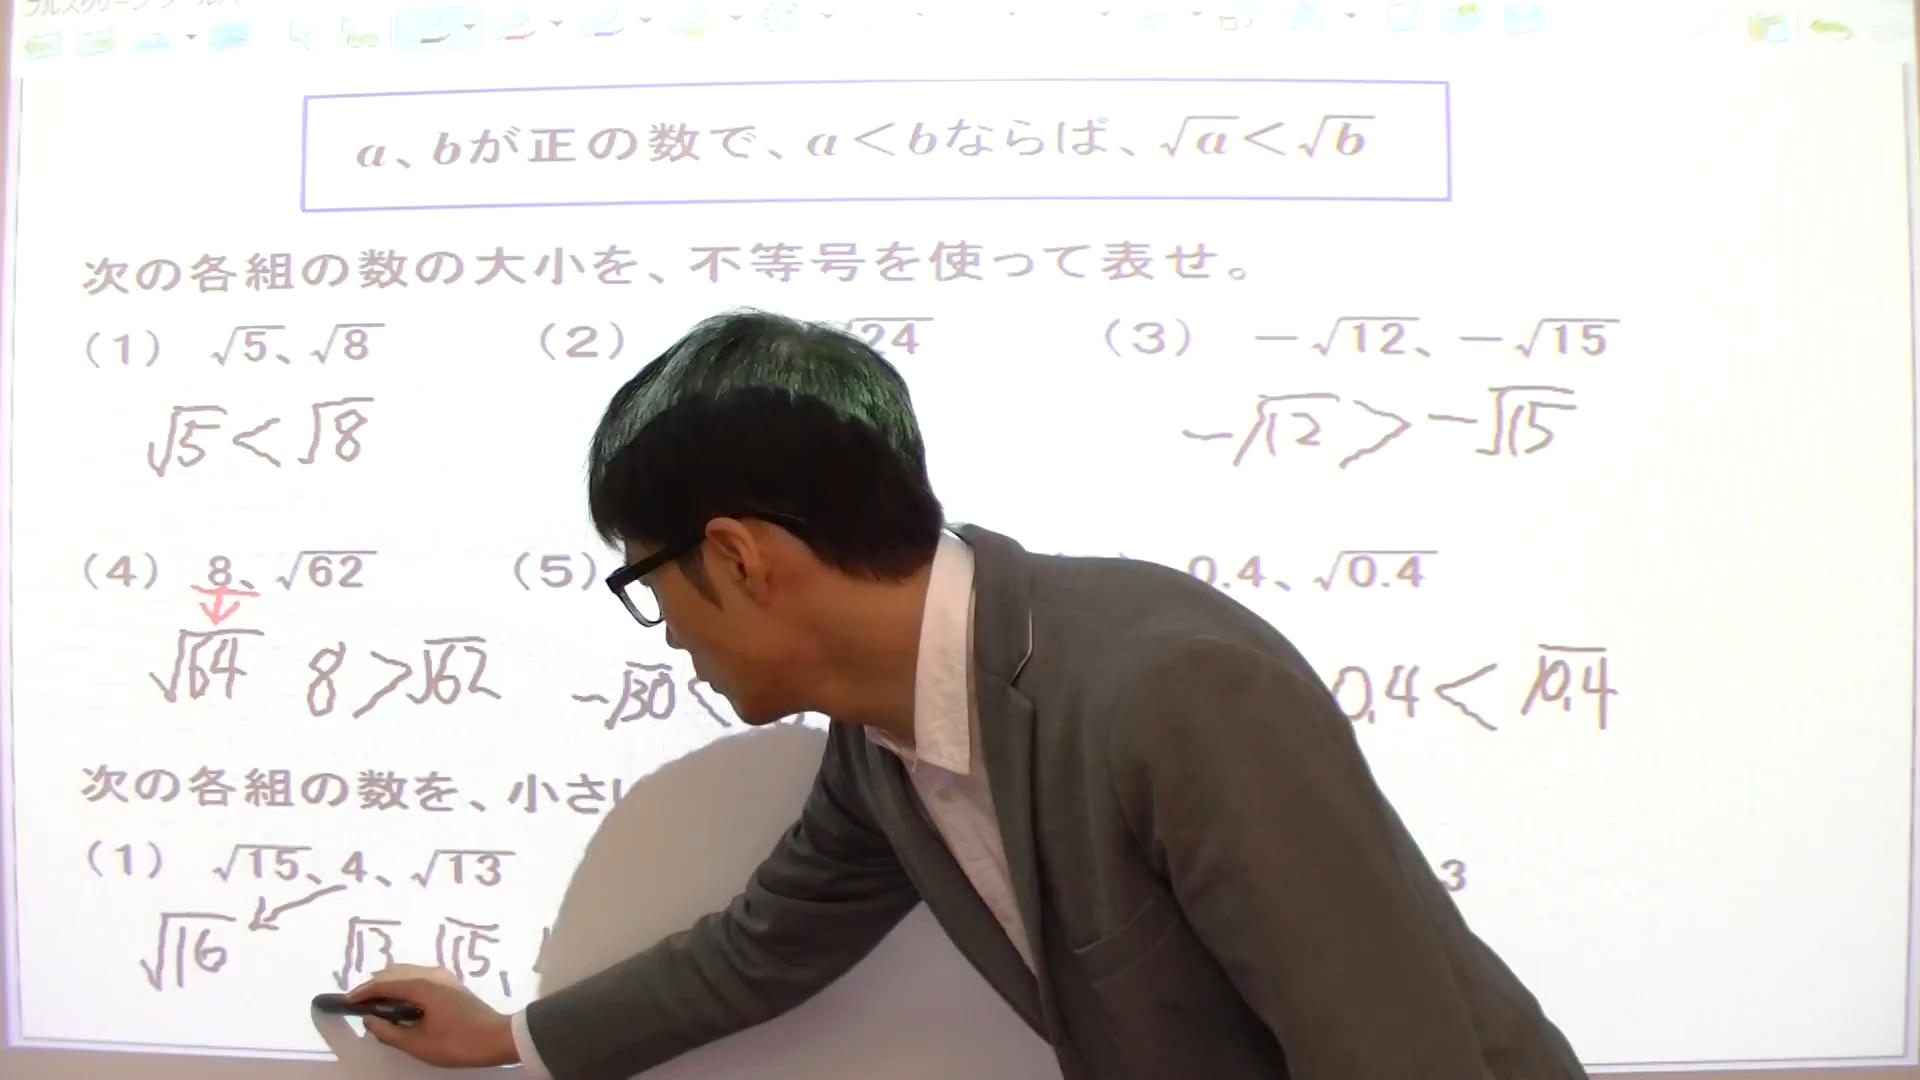 a、bが正の数で、a＜bならば、√a＜√b
次の各組の数の大小を、不等号を使って表せ。
(1) √5、√8 (2) √24 (3) －√12、－√15
√5＜√8 －√12＞－√15
(4) 8、√62 (5) 0.4、√0.4
√64 8＞√62 －√30＜ 0.4＜√0.4
次の各組の数を、小さ
(1) √15、4、√13 3
√16 √13 √15、